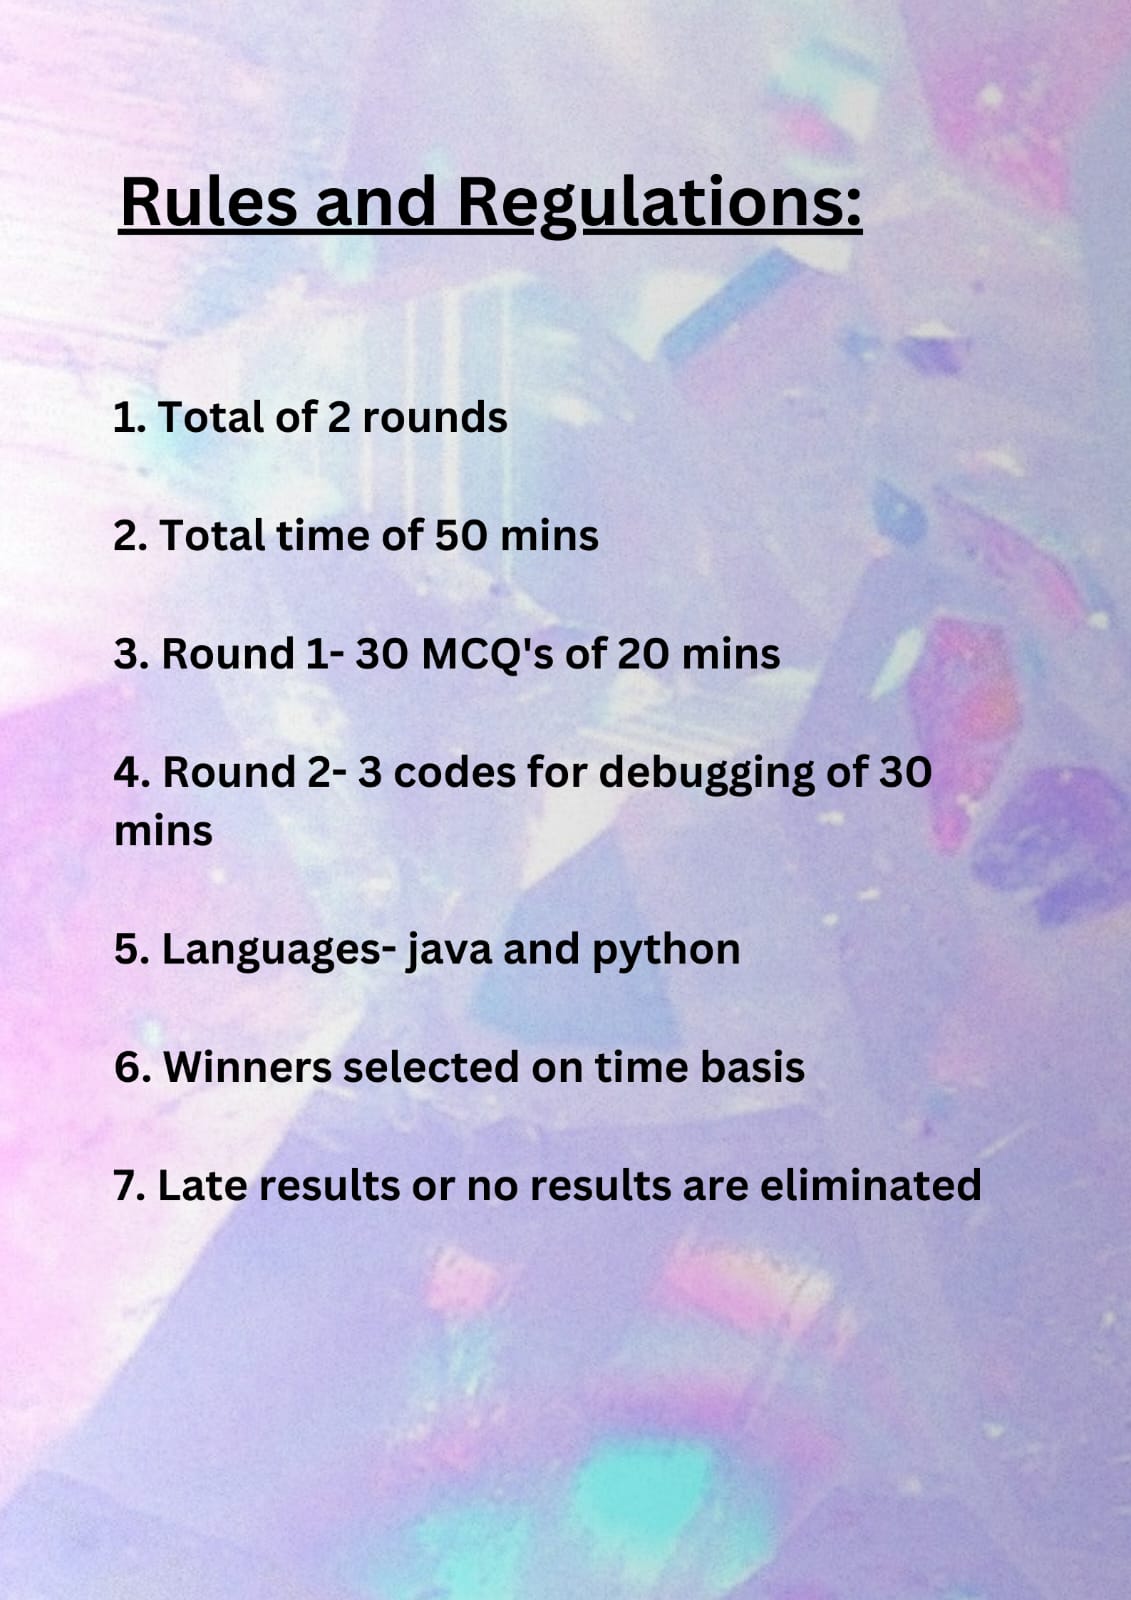 Rules and Regulations:
1. Total of 2 rounds
2. Total time of 50 mins
3. Round 1- 30 MCQ's of 20 mins
4. Round 2- 3 codes for debugging of 30
mins
5. Languages- java and python
6. Winners selected on time basis
7. Late results or no results are eliminated